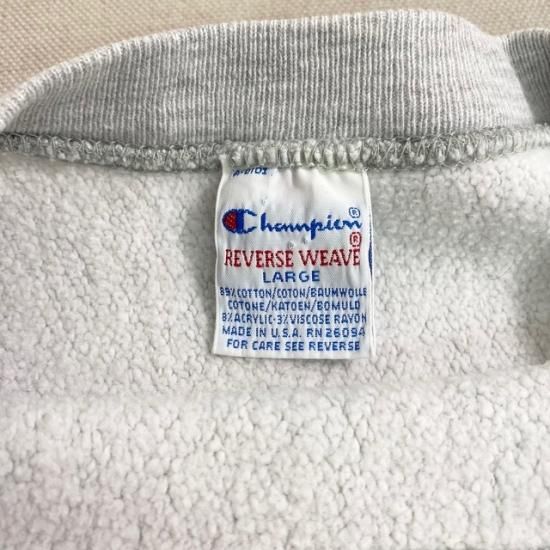 Champion®
REVERSE WEAVE®
LARGE
89% COTTON/COTON/BAUMWOLLE
COTONE/KATOEN/BOMULD
8% ACRYLIC-3% VISCOSE RAYON
MADE IN U.S.A. RN 26094
FOR CARE SEE REVERSE